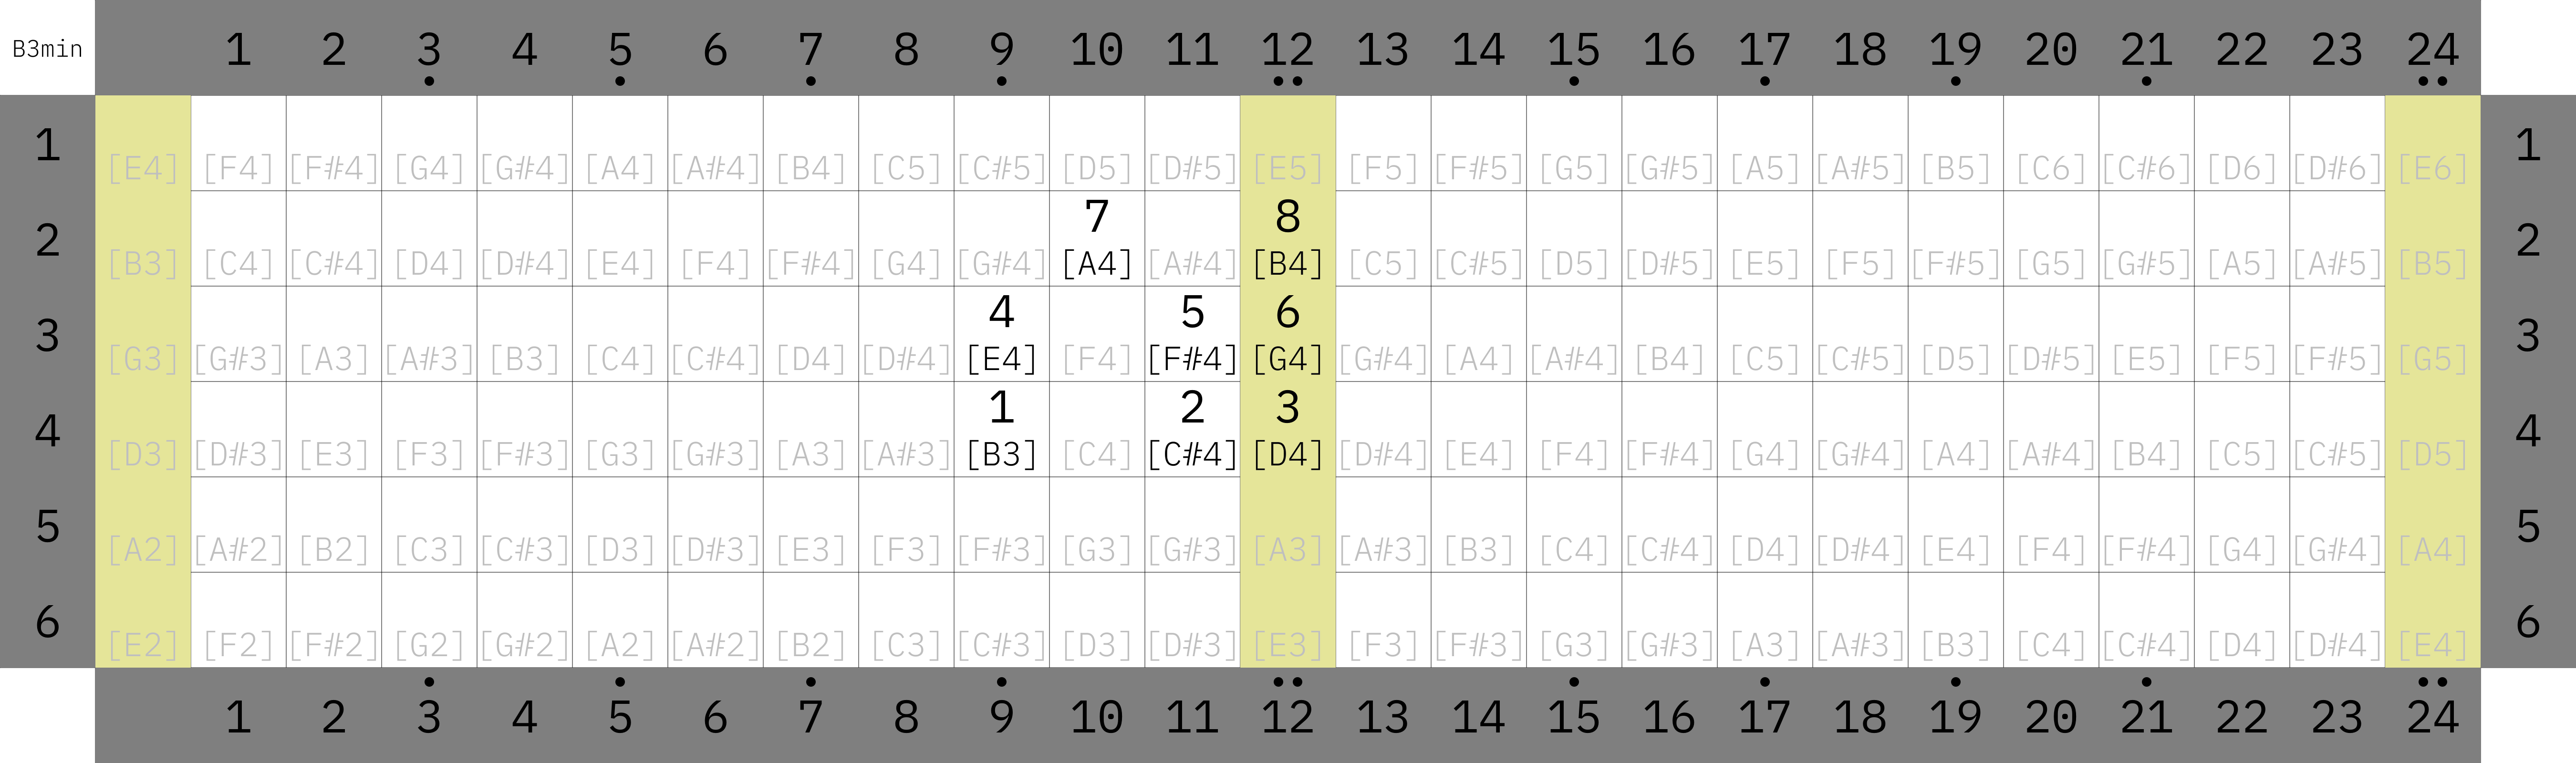 B3min 1 2 3 4 5 6 7 8 9 10 11 12 13 14 15 16 17 18 19 20 21 22 23 24
1 [E4] [F4] [F#4] [G4] [G#4] [A4] [A#4] [B4] [C5] [C#5] [D5] [D#5] [E5] [F5] [F#5] [G5] [G#5] [A5] [A#5] [B5] [C6] [C#6] [D6] [D#6] [E6] 1
7 8
2 [B3] [C4] [C#4] [D4] [D#4] [E4] [F4] [F#4] [G4] [G#4] [A4] [A#4] [B4] [C5] [C#5] [D5] [D#5] [E5] [F5] [F#5] [G5] [G#5] [A5] [A#5] [B5] 2
4 5 6
3 [G3] [G#3] [A3] [A#3] [B3] [C4] [C#4] [D4] [D#4] [E4] [F4] [F#4] [G4] [G#4] [A4] [A#4] [B4] [C5] [C#5] [D5] [D#5] [E5] [F5] [F#5] [G5] 3
1 2 3
4 [D3] [D#3] [E3] [F3] [F#3] [G3] [G#3] [A3] [A#3] [B3] [C4] [C#4] [D4] [D#4] [E4] [F4] [F#4] [G4] [G#4] [A4] [A#4] [B4] [C5] [C#5] [D5] 4
5 [A2] [A#2] [B2] [C3] [C#3] [D3] [D#3] [E3] [F3] [F#3] [G3] [G#3] [A3] [A#3] [B3] [C4] [C#4] [D4] [D#4] [E4] [F4] [F#4] [G4] [G#4] [A4] 5
6 [E2] [F2] [F#2] [G2] [G#2] [A2] [A#2] [B2] [C3] [C#3] [D3] [D#3] [E3] [F3] [F#3] [G3] [G#3] [A3] [A#3] [B3] [C4] [C#4] [D4] [D#4] [E4] 6
1 2 3 4 5 6 7 8 9 10 11 12 13 14 15 16 17 18 19 20 21 22 23 24